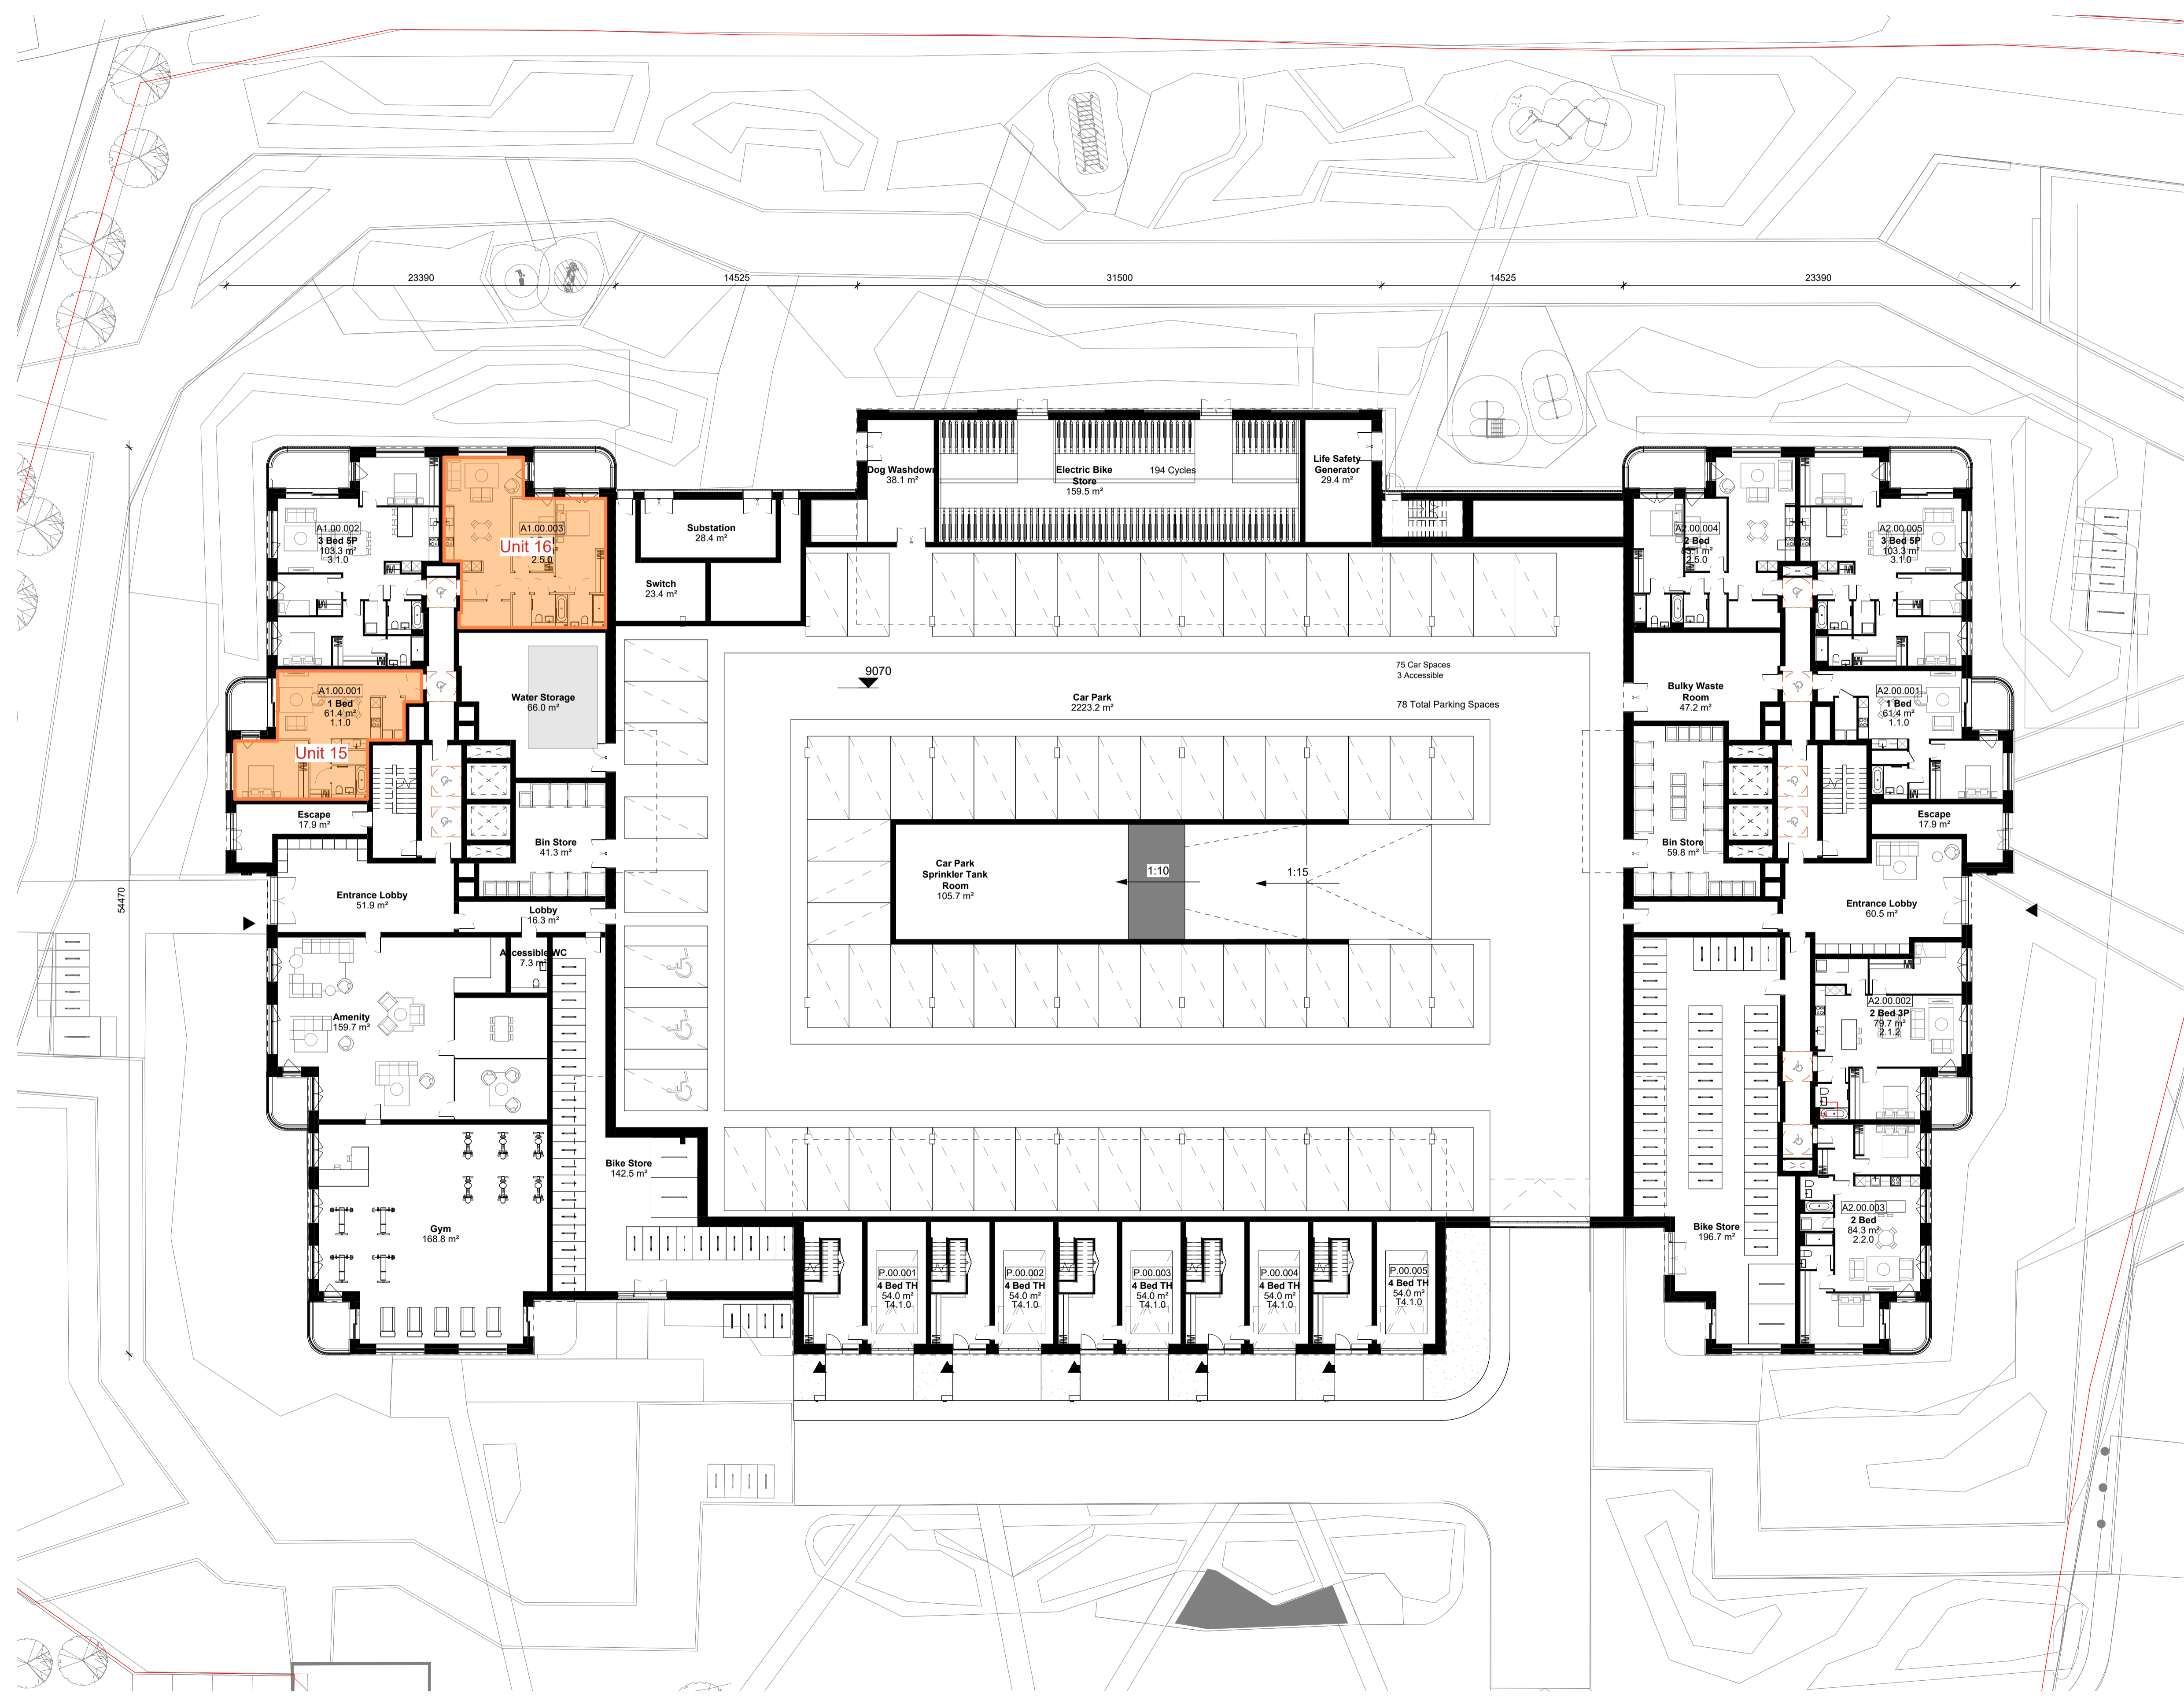 23390
14525
31500
14525
23390
54470
A1.00.002
3 Bed 5P
103.3 m²
3.1.0
A1.00.003
Unit 16
2.5.0
A1.00.001
1 Bed
61.4 m²
1.1.0
Unit 15
Escape
17.9 m²
Entrance Lobby
51.9 m²
Lobby
16.3 m²
Accessible WC
7.3 m²
Amenity
159.7 m²
Gym
168.8 m²
Bike Store
142.5 m²
Water Storage
66.0 m²
Bin Store
41.3 m²
Substation
28.4 m²
Switch
23.4 m²
Dog Washdown
38.1 m²
Electric Bike
Store
159.5 m²
194 Cycles
Life Safety
Generator
29.4 m²
9070
Car Park
2223.2 m²
75 Car Spaces
3 Accessible
78 Total Parking Spaces
Car Park
Sprinkler Tank
Room
105.7 m²
1:10
1:15
P.00.001
4 Bed TH
54.0 m²
T4.1.0
P.00.002
4 Bed TH
54.0 m²
T4.1.0
P.00.003
4 Bed TH
54.0 m²
T4.1.0
P.00.004
4 Bed TH
54.0 m²
T4.1.0
P.00.005
4 Bed TH
54.0 m²
T4.1.0
A2.00.004
2 Bed
83.1 m²
2.5.0
A2.00.005
3 Bed 5P
103.3 m²
3.1.0
Bulky Waste
Room
47.2 m²
A2.00.001
1 Bed
61.4 m²
1.1.0
Bin Store
59.8 m²
Escape
17.9 m²
Entrance Lobby
60.5 m²
A2.00.002
2 Bed 3P
79.7 m²
2.1.2
Bike Store
196.7 m²
A2.00.003
2 Bed
84.3 m²
2.2.0